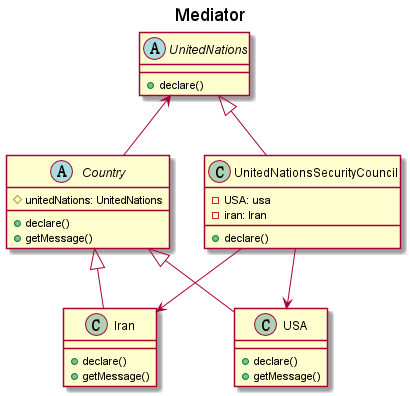 Mediator
A UnitedNations
declare()
A Country
unitedNations: UnitedNations
declare()
getMessage()
C UnitedNationsSecurityCouncil
USA: usa
iran: Iran
declare()
C Iran
declare()
getMessage()
C USA
declare()
getMessage()